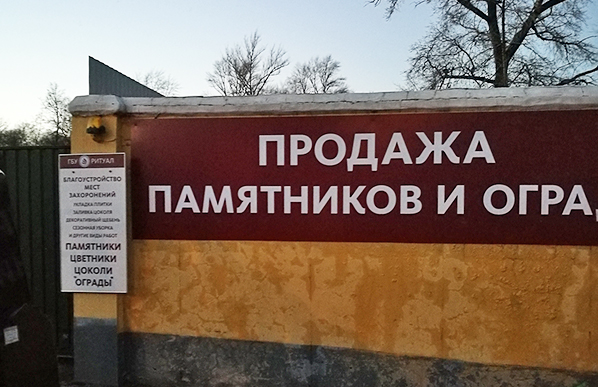 ГБУ РИТУАЛ
БЛАГОУСТРОЙСТВО
МЕСТ
ЗАХОРОНЕНИЙ
УКЛАДКА ПЛИТКИ
ЗАЛИВКА ЦОКОЛЯ
ДЕКОРАТИВНЫЙ ЩЕБЕНЬ
СЕЗОННАЯ УБОРКА
И ДРУГИЕ ВИДЫ РАБОТ
ПАМЯТНИКИ
ЦВЕТНИКИ
ЦОКОЛИ
ОГРАДЫ
ПРОДАЖА
ПАМЯТНИКОВ И ОГРАД